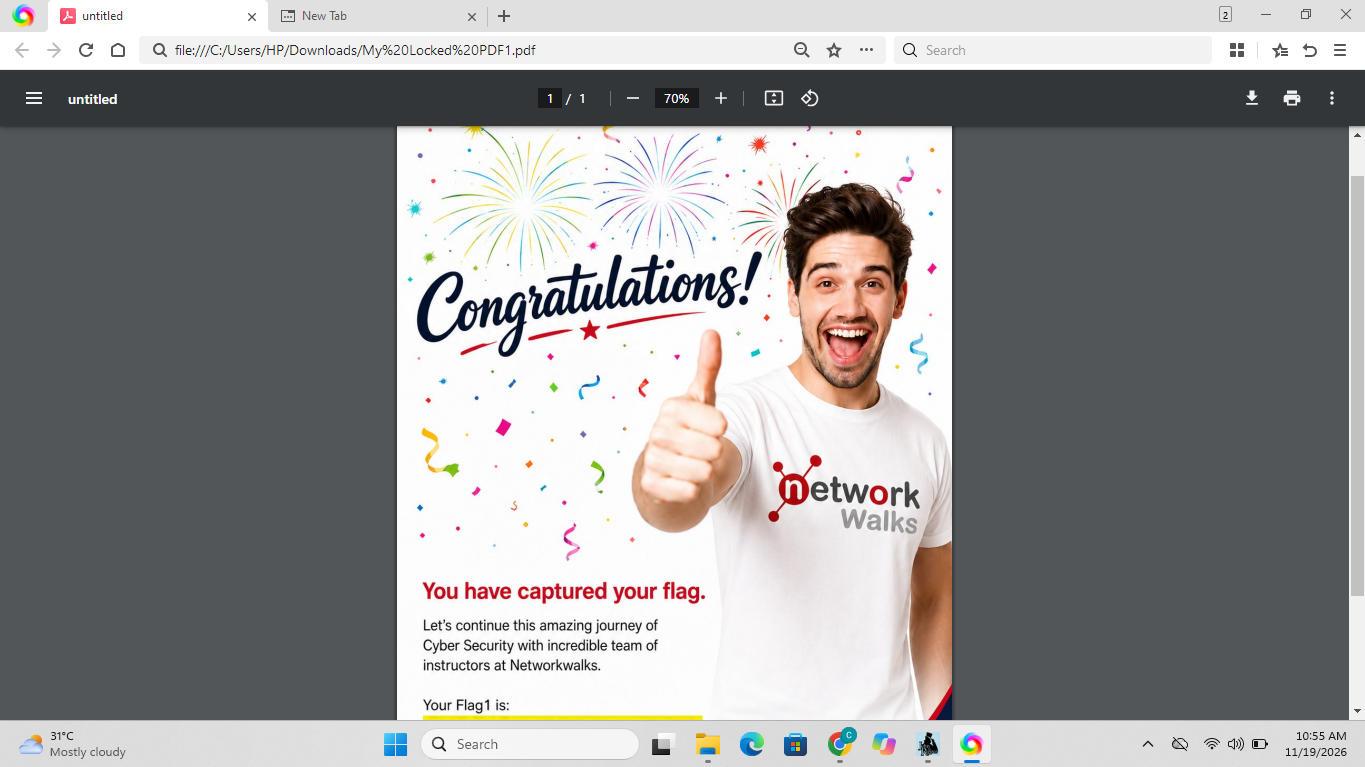 untitled
New Tab
2
file:///C:/Users/HP/Downloads/My%20Locked%20PDF1.pdf
Search
untitled
1 / 1
70%
Congratulations!
network
Walks
You have captured your flag.
Let's continue this amazing journey of
Cyber Security with incredible team of
instructors at Networkwalks.
Your Flag1 is:
31°C
Mostly cloudy
Search
C
10:55 AM
11/19/2026